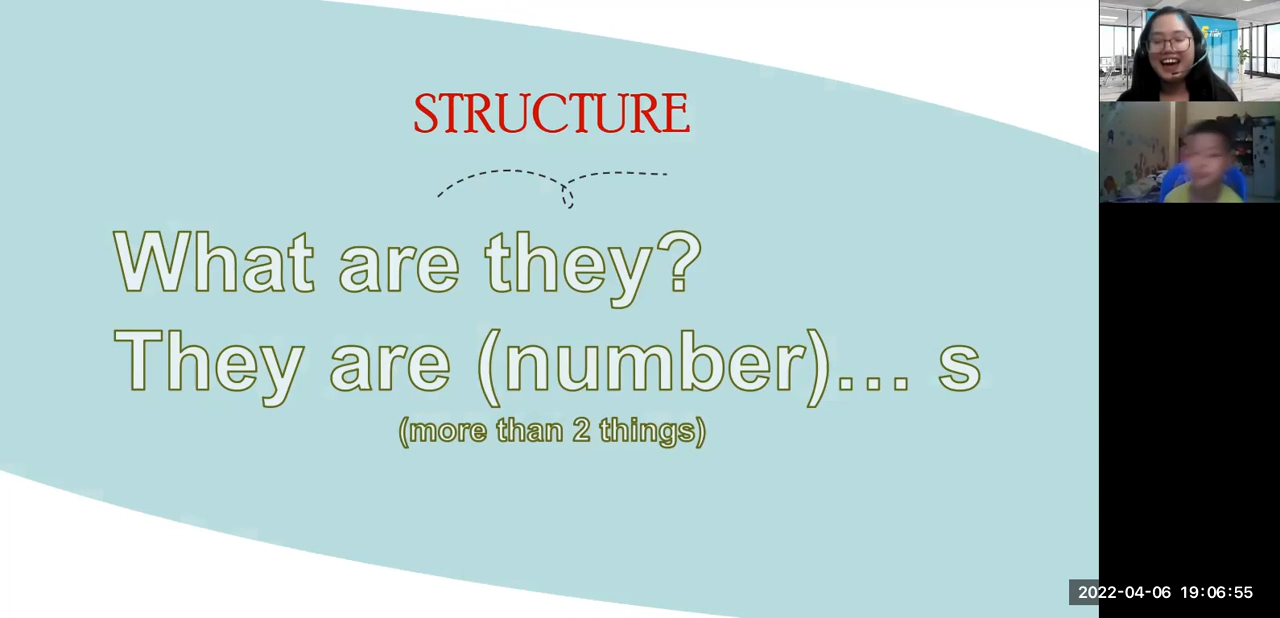 STRUCTURE
What are they?
They are (number)... s
(more than 2 things)
2022-04-06 19:06:55